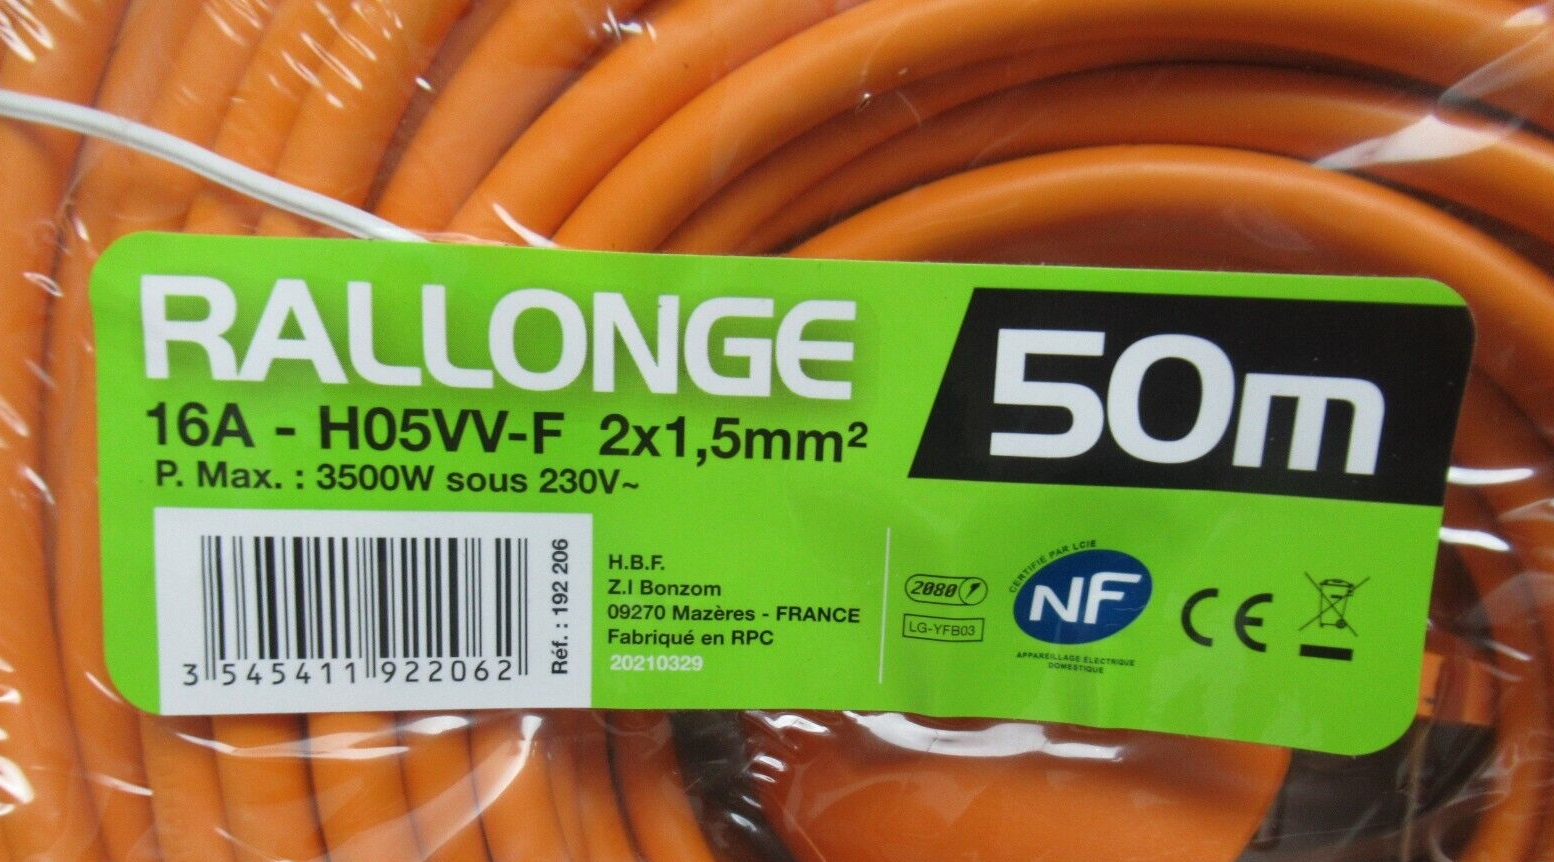 RALLONGE
50m
16A - H05VV-F 2x1,5mm²
P. Max. : 3500W sous 230V~
3 545411 922062
Réf. : 192 206
H.B.F.
Z.I Bonzom
09270 Mazères - FRANCE
Fabriqué en RPC
20210329
2080
LG-YFB03
CERTIFIÉ PAR LCIE
NF
APPAREILLAGE ELECTRIQUE
DOMESTIQUE
CE